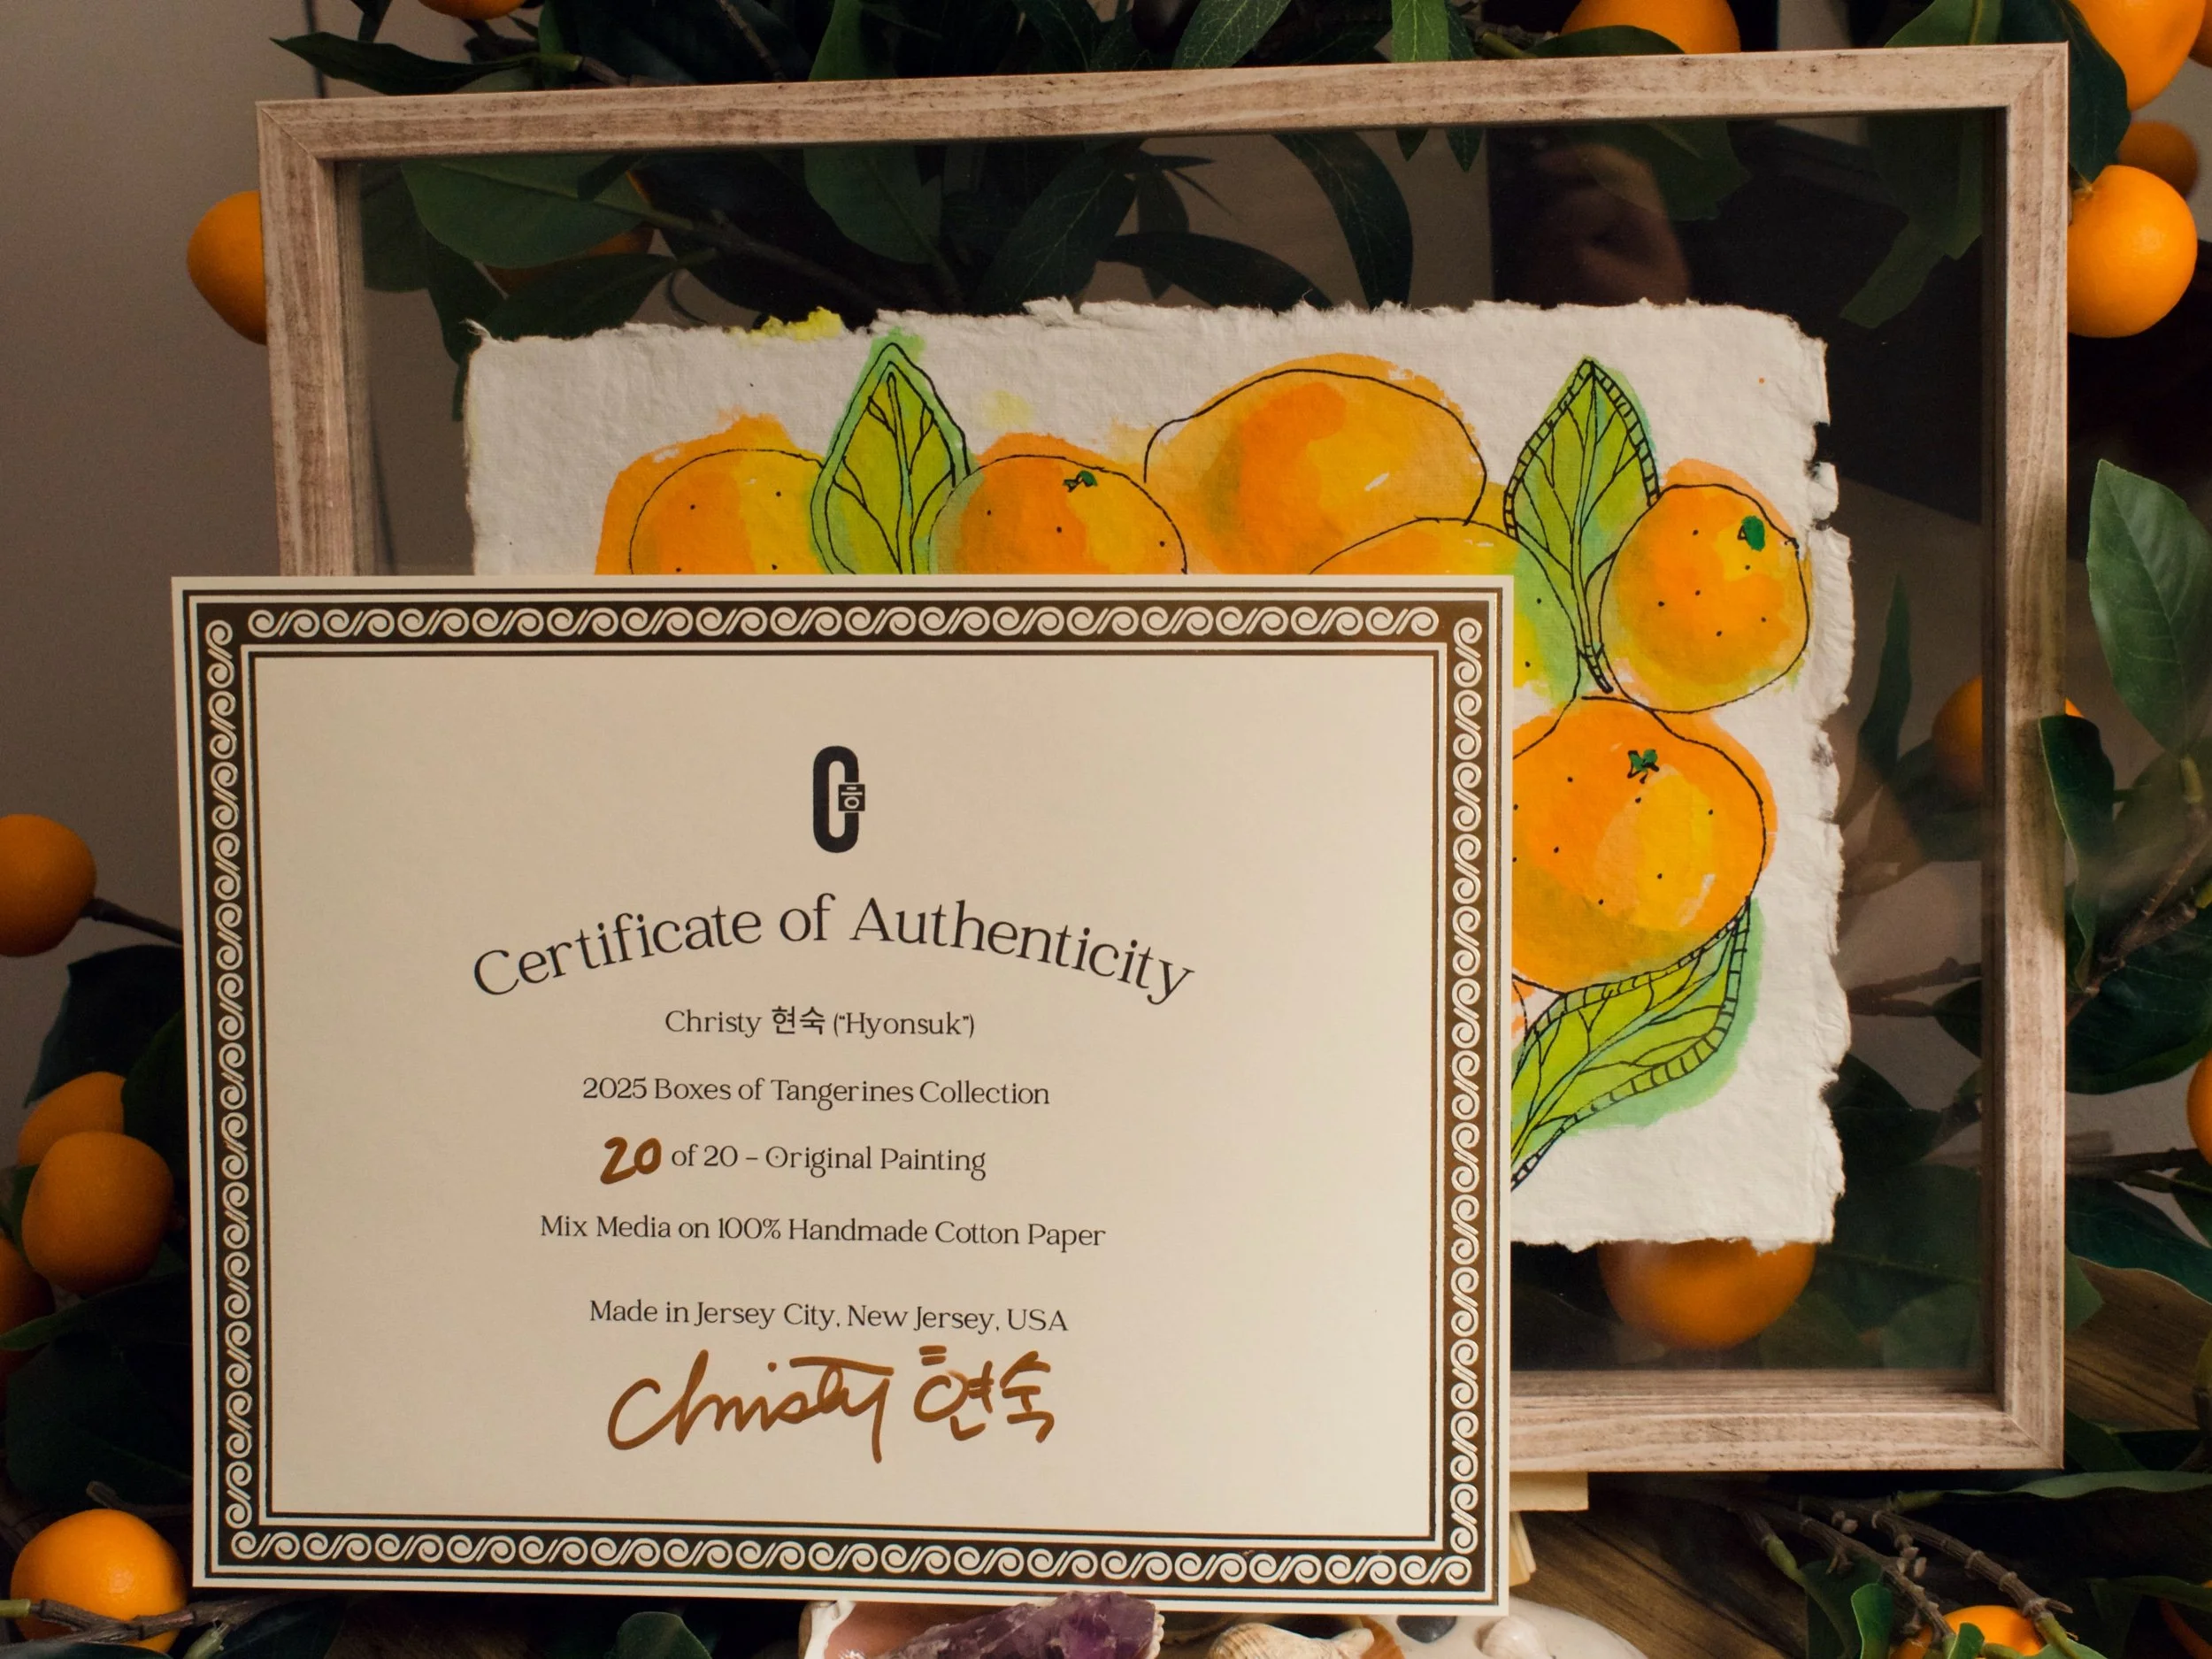 C
ㅎ
Certificate of Authenticity
Christy 현숙 ("Hyonsuk")
2025 Boxes of Tangerines Collection
20 of 20 – Original Painting
Mix Media on 100% Handmade Cotton Paper
Made in Jersey City, New Jersey, USA
Christy 현숙